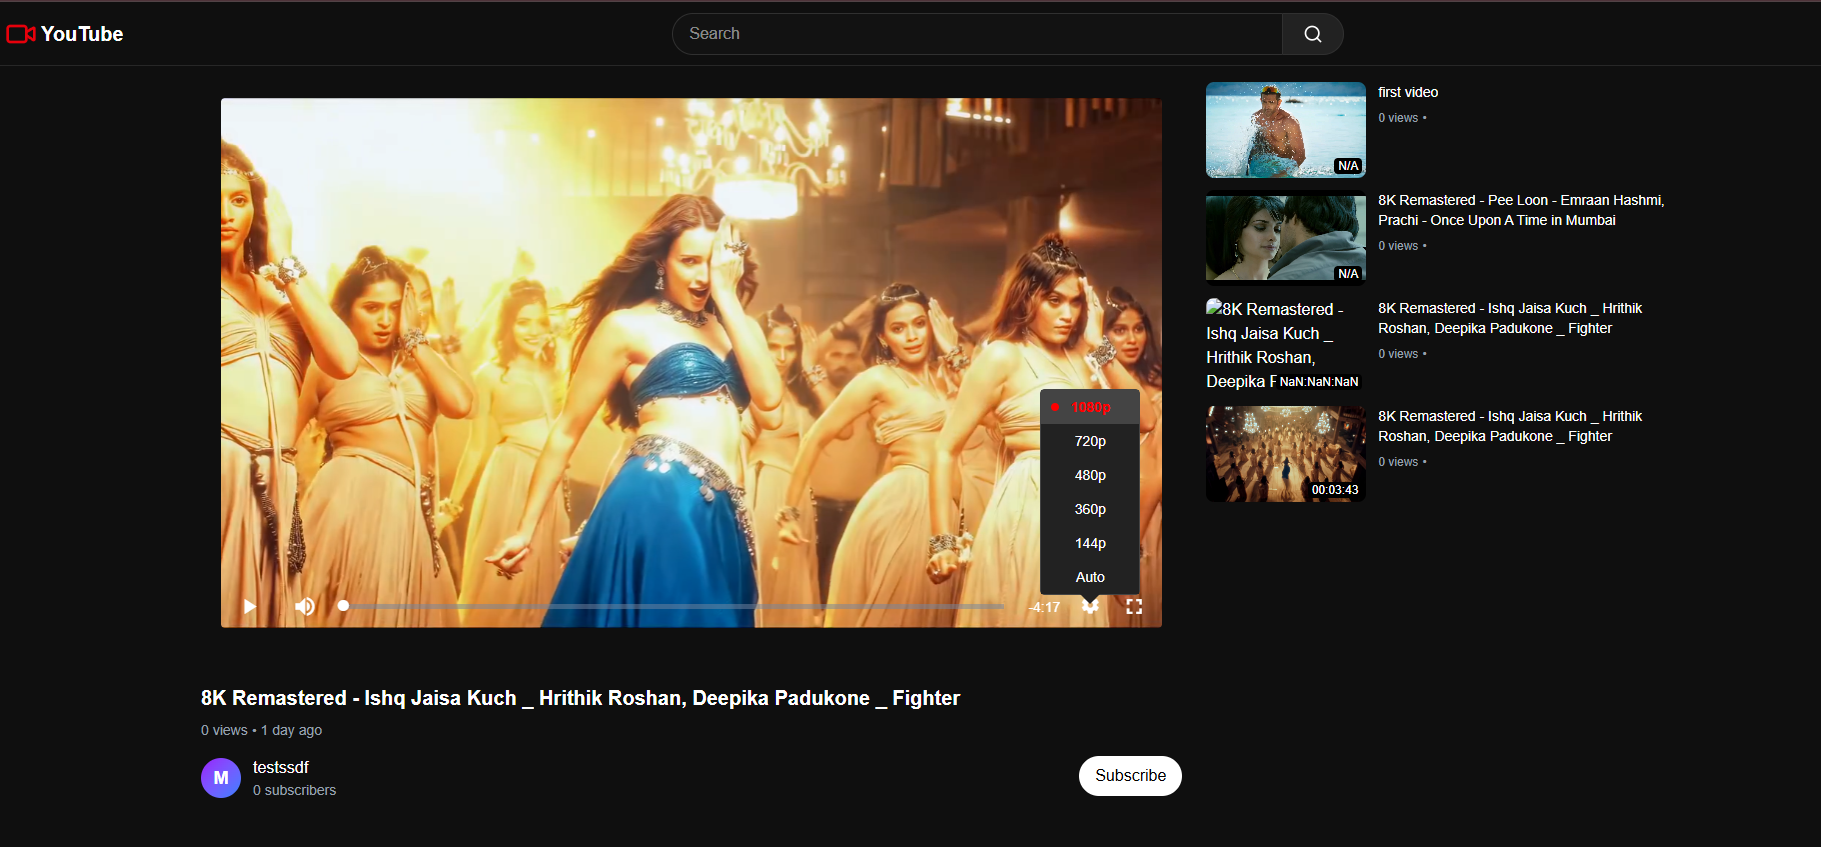 YouTube
Search
first video
0 views •
N/A
8K Remastered - Pee Loon - Emraan Hashmi,
Prachi - Once Upon A Time in Mumbai
0 views •
N/A
8K Remastered -
Ishq Jaisa Kuch _
Hrithik Roshan,
Deepika F
NaN:NaN:NaN
8K Remastered - Ishq Jaisa Kuch _ Hrithik
Roshan, Deepika Padukone _ Fighter
0 views •
8K Remastered - Ishq Jaisa Kuch _ Hrithik
Roshan, Deepika Padukone _ Fighter
0 views •
00:03:43
1080p
720p
480p
360p
144p
Auto
-4:17
8K Remastered - Ishq Jaisa Kuch _ Hrithik Roshan, Deepika Padukone _ Fighter
0 views • 1 day ago
M
testssdf
0 subscribers
Subscribe